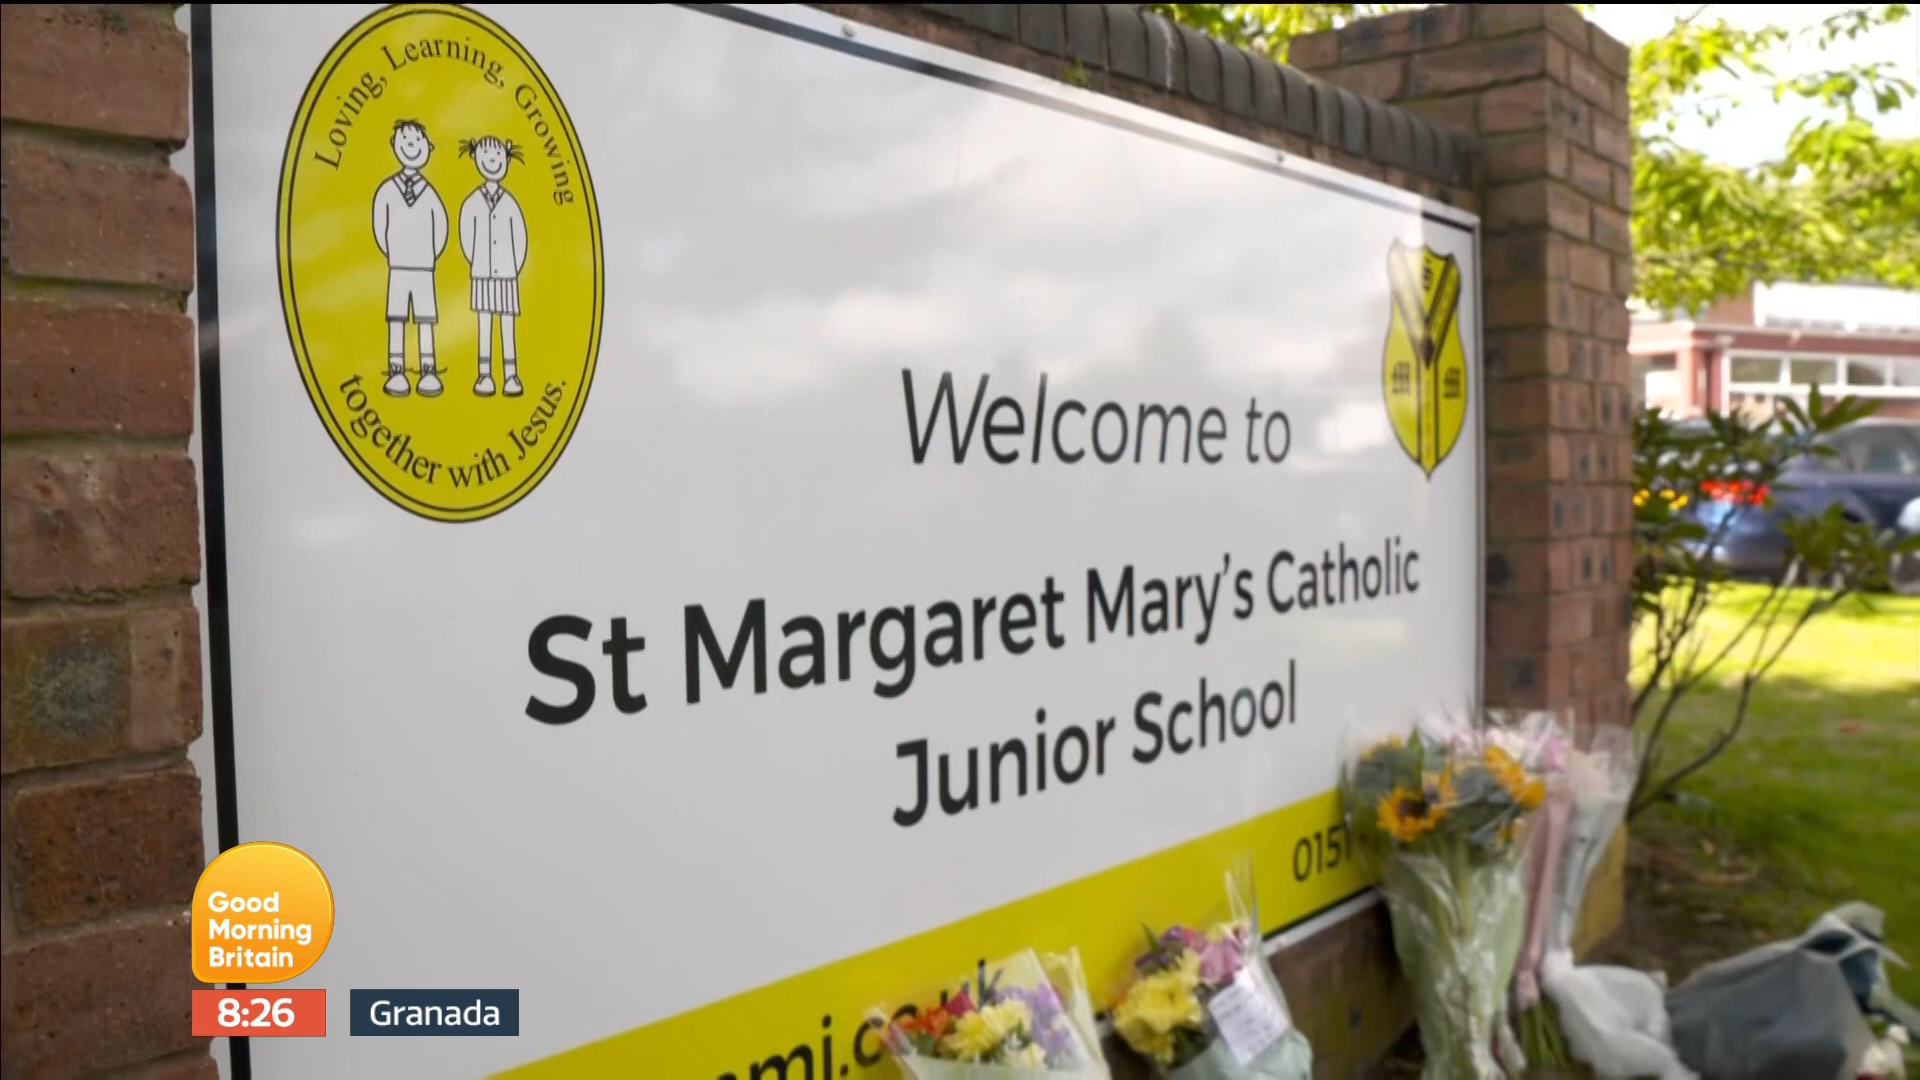 Loving, Learning, Growing
together with Jesus.
Welcome to
St Margaret Mary's Catholic
Junior School
0151
Good
Morning
Britain
8:26
Granada